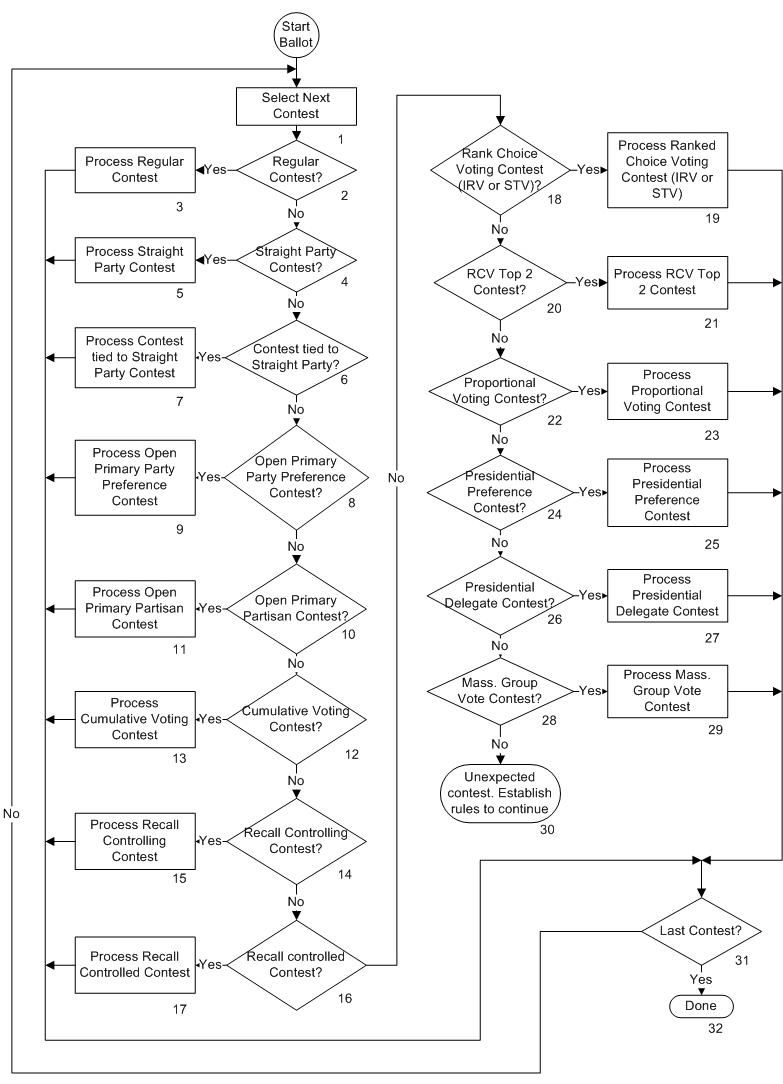 Start
Ballot
Select Next
Contest
1
Regular
Contest?
2
Yes
Process Regular
Contest
3
No
Straight Party
Contest?
4
Yes
Process Straight
Party Contest
5
No
Contest tied to
Straight Party?
6
Yes
Process Contest
tied to Straight
Party Contest
7
No
Open Primary
Party Preference
Contest?
8
Yes
Process Open
Primary Party
Preference
Contest
9
No
Open Primary
Partisan Contest?
10
Yes
Process Open
Primary Partisan
Contest
11
No
Cumulative Voting
Contest?
12
Yes
Process
Cumulative Voting
Contest
13
No
Recall Controlling
Contest?
14
Yes
Process Recall
Controlling
Contest
15
No
Recall controlled
Contest?
16
Yes
Process Recall
Controlled Contest
17
No
Rank Choice
Voting Contest
(IRV or STV)?
18
Yes
Process Ranked
Choice Voting
Contest (IRV or
STV)
19
No
RCV Top 2
Contest?
20
Yes
Process RCV Top
2 Contest
21
No
Proportional
Voting Contest?
22
Yes
Process
Proportional
Voting Contest
23
No
Presidential
Preference
Contest?
24
Yes
Process
Presidential
Preference
Contest
25
No
Presidential
Delegate Contest?
26
Yes
Process
Presidential
Delegate Contest
27
No
Mass. Group
Vote Contest?
28
Yes
Process Mass.
Group Vote
Contest
29
No
Unexpected
contest. Establish
rules to continue
30
Last Contest?
31
No
Yes
Done
32